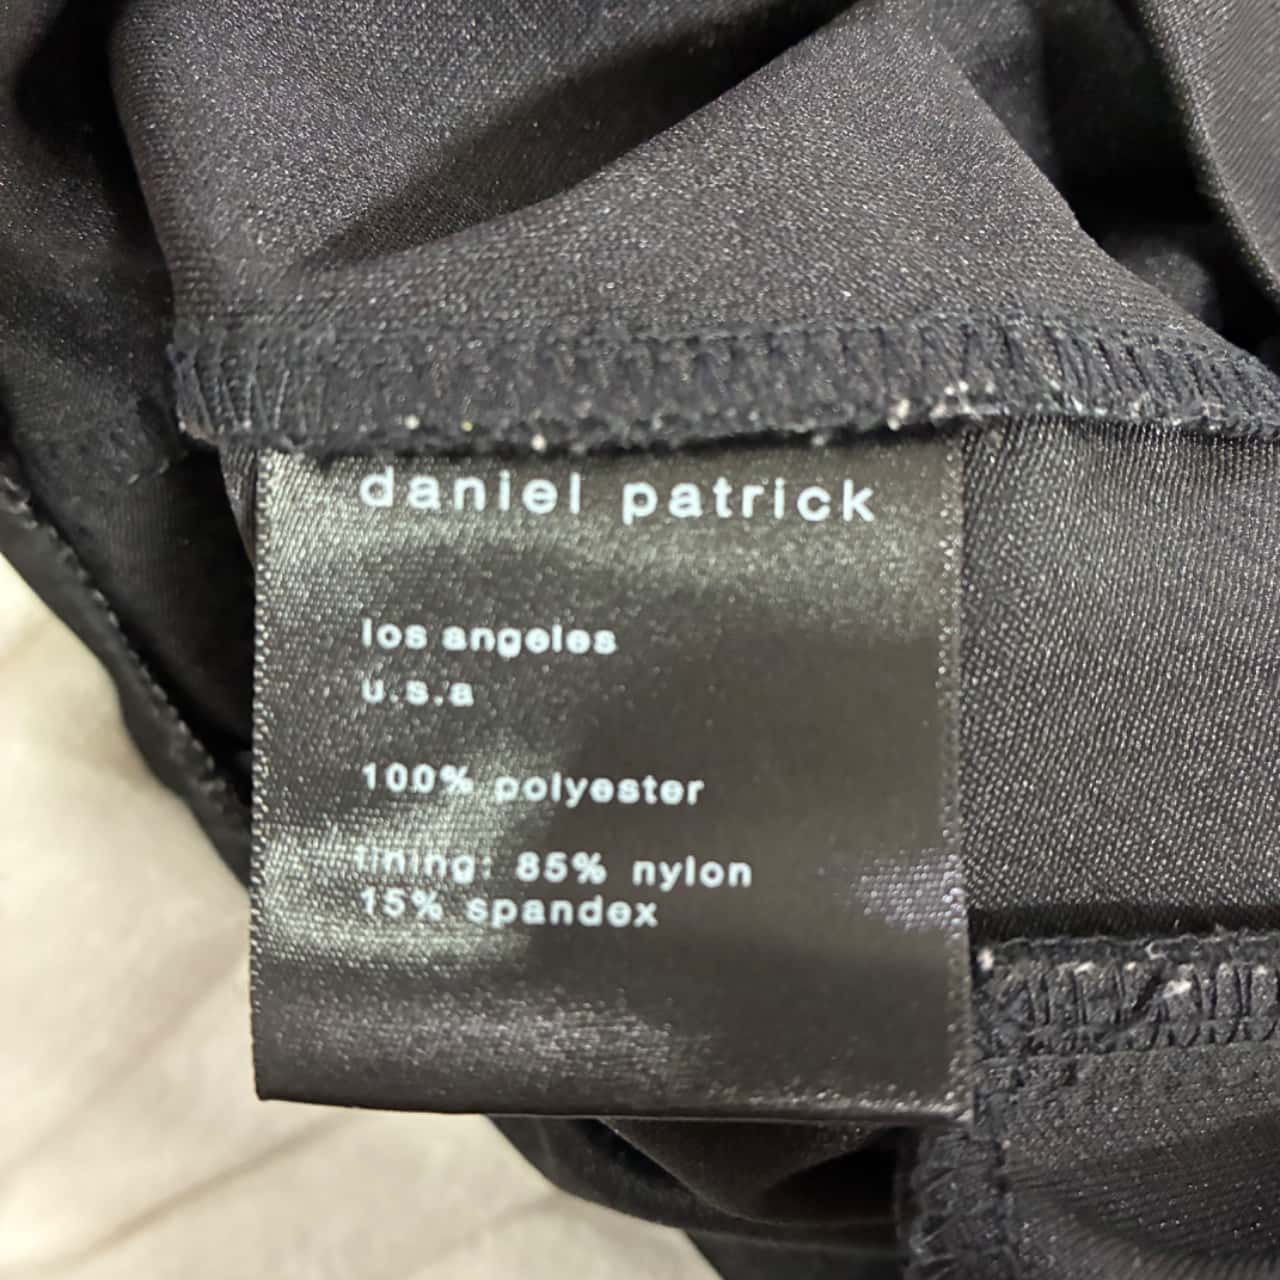 daniel patrick
los angeles
u.s.a
100% polyester
lining: 85% nylon
15% spandex